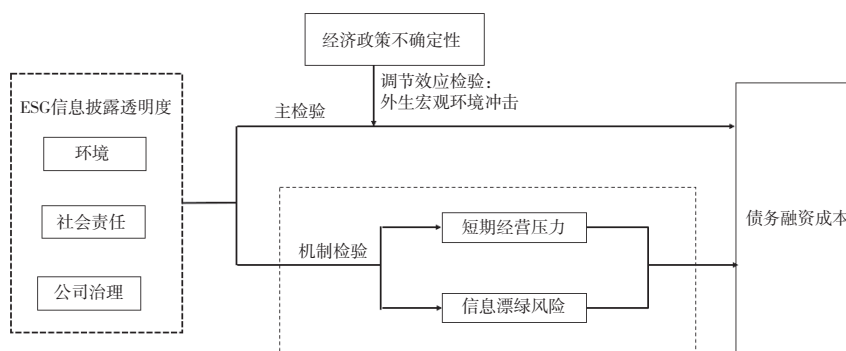 经济政策不确定性
调节效应检验：
外生宏观环境冲击
ESG信息披露透明度
主检验
环境
社会责任
公司治理
机制检验
短期经营压力
信息漂绿风险
债务融资成本